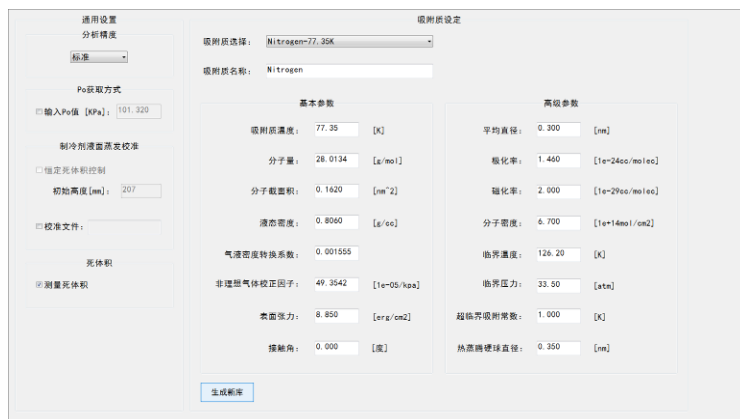 通用设置
分析精度
标准
Po获取方式
输入Po值 [KPa]: 101.320
制冷剂液面蒸发校准
恒定死体积控制
初始高度[mm]: 207
校准文件:
死体积
测量死体积
吸附质设定
吸附质选择: Nitrogen-77.35K
吸附质名称: Nitrogen
基本参数
吸附质温度: 77.35 [K]
分子量: 28.0134 [g/mol]
分子截面积: 0.1620 [nm^2]
液态密度: 0.8060 [g/cc]
气液密度转换系数: 0.001555
非理想气体校正因子: 49.3542 [1e-05/kpa]
表面张力: 8.850 [erg/cm2]
接触角: 0.000 [度]
高级参数
平均直径: 0.300 [nm]
极化率: 1.460 [1e-24cc/molec]
磁化率: 2.000 [1e-29cc/molec]
分子密度: 6.700 [1e+14mol/cm2]
临界温度: 126.20 [K]
临界压力: 33.50 [atm]
超临界吸附常数: 1.000 [K]
热蒸腾硬球直径: 0.350 [nm]
生成新库